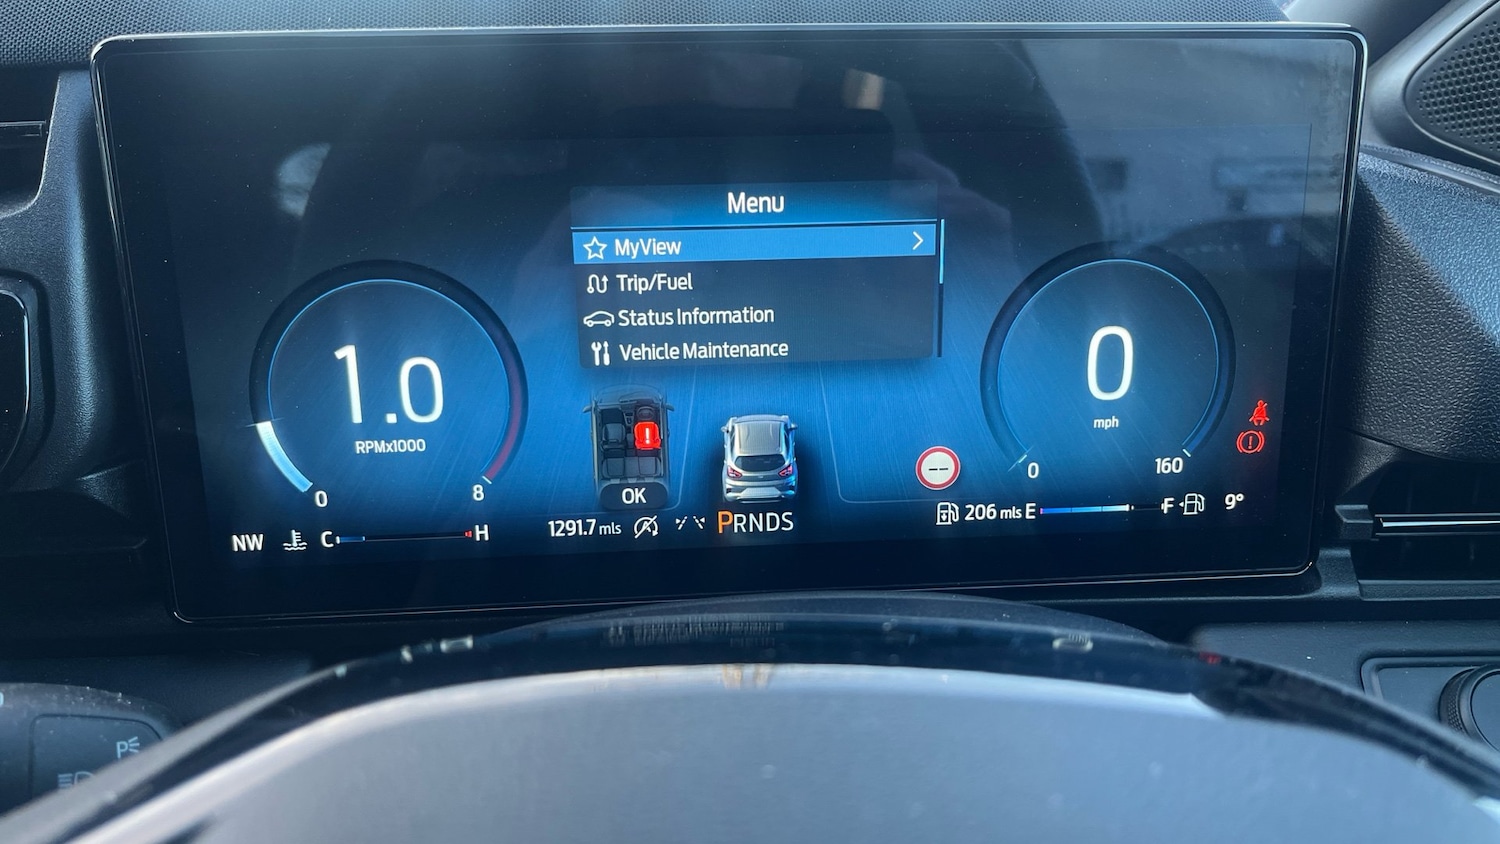 Menu
MyView
Trip/Fuel
Status Information
Vehicle Maintenance
1.0
RPMx1000
0
8
0
mph
0
160
--
OK
1291.7 mls
PRNDS
206 mls E
F
9°
NW
C
H
P